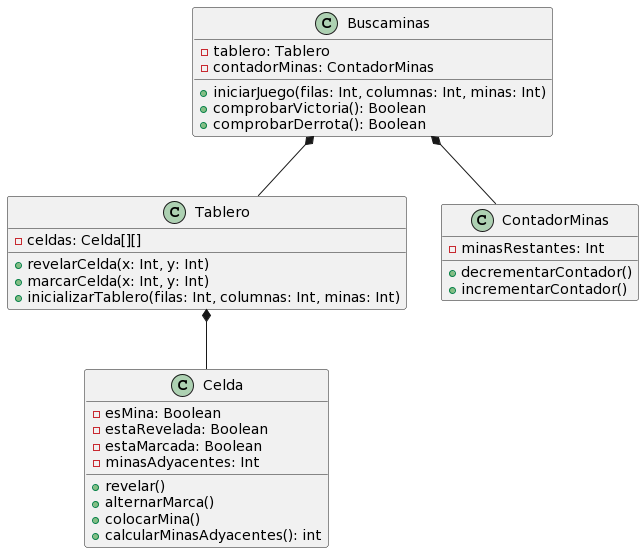 C Buscaminas
tablero: Tablero
contadorMinas: ContadorMinas
iniciarJuego(filas: Int, columnas: Int, minas: Int)
comprobarVictoria(): Boolean
comprobarDerrota(): Boolean
C Tablero
celdas: Celda[][]
revelarCelda(x: Int, y: Int)
marcarCelda(x: Int, y: Int)
inicializarTablero(filas: Int, columnas: Int, minas: Int)
C ContadorMinas
minasRestantes: Int
decrementarContador()
incrementarContador()
C Celda
esMina: Boolean
estaRevelada: Boolean
estaMarcada: Boolean
minasAdyacentes: Int
revelar()
alternarMarca()
colocarMina()
calcularMinasAdyacentes(): int